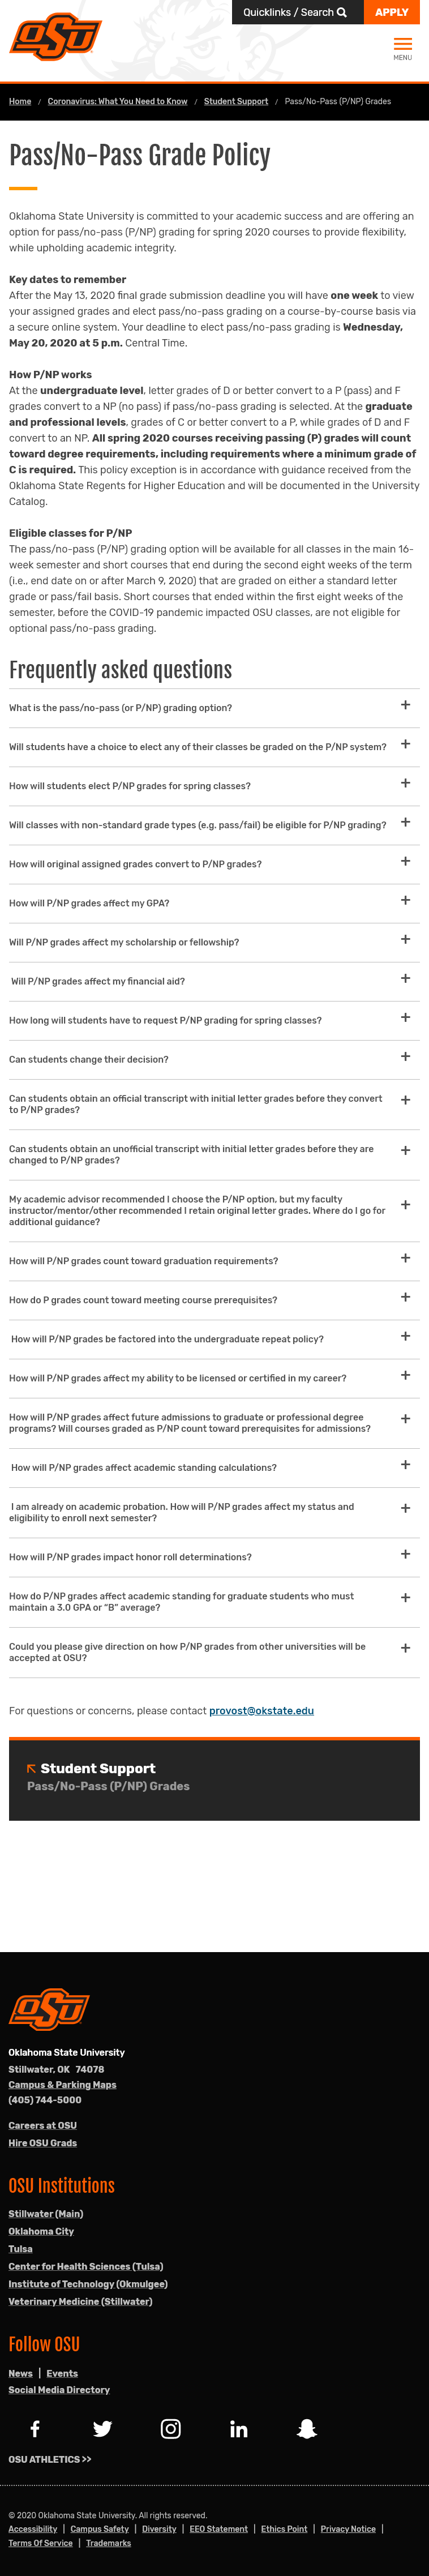 OSU
Quicklinks / Search
APPLY
MENU
Home / Coronavirus: What You Need to Know / Student Support / Pass/No-Pass (P/NP) Grades
Pass/No-Pass Grade Policy
Oklahoma State University is committed to your academic success and are offering an
option for pass/no-pass (P/NP) grading for spring 2020 courses to provide flexibility,
while upholding academic integrity.
Key dates to remember
After the May 13, 2020 final grade submission deadline you will have one week to view
your assigned grades and elect pass/no-pass grading on a course-by-course basis via
a secure online system. Your deadline to elect pass/no-pass grading is Wednesday,
May 20, 2020 at 5 p.m. Central Time.
How P/NP works
At the undergraduate level, letter grades of D or better convert to a P (pass) and F
grades convert to a NP (no pass) if pass/no-pass grading is selected. At the graduate
and professional levels, grades of C or better convert to a P, while grades of D and F
convert to an NP. All spring 2020 courses receiving passing (P) grades will count
toward degree requirements, including requirements where a minimum grade of
C is required. This policy exception is in accordance with guidance received from the
Oklahoma State Regents for Higher Education and will be documented in the University
Catalog.
Eligible classes for P/NP
The pass/no-pass (P/NP) grading option will be available for all classes in the main 16-
week semester and short courses that end during the second eight weeks of the term
(i.e., end date on or after March 9, 2020) that are graded on either a standard letter
grade or pass/fail basis. Short courses that ended within the first eight weeks of the
semester, before the COVID-19 pandemic impacted OSU classes, are not eligible for
optional pass/no-pass grading.
Frequently asked questions
What is the pass/no-pass (or P/NP) grading option?
Will students have a choice to elect any of their classes be graded on the P/NP system?
How will students elect P/NP grades for spring classes?
Will classes with non-standard grade types (e.g. pass/fail) be eligible for P/NP grading?
How will original assigned grades convert to P/NP grades?
How will P/NP grades affect my GPA?
Will P/NP grades affect my scholarship or fellowship?
Will P/NP grades affect my financial aid?
How long will students have to request P/NP grading for spring classes?
Can students change their decision?
Can students obtain an official transcript with initial letter grades before they convert
to P/NP grades?
Can students obtain an unofficial transcript with initial letter grades before they are
changed to P/NP grades?
My academic advisor recommended I choose the P/NP option, but my faculty
instructor/mentor/other recommended I retain original letter grades. Where do I go for
additional guidance?
How will P/NP grades count toward graduation requirements?
How do P grades count toward meeting course prerequisites?
How will P/NP grades be factored into the undergraduate repeat policy?
How will P/NP grades affect my ability to be licensed or certified in my career?
How will P/NP grades affect future admissions to graduate or professional degree
programs? Will courses graded as P/NP count toward prerequisites for admissions?
How will P/NP grades affect academic standing calculations?
I am already on academic probation. How will P/NP grades affect my status and
eligibility to enroll next semester?
How will P/NP grades impact honor roll determinations?
How do P/NP grades affect academic standing for graduate students who must
maintain a 3.0 GPA or “B” average?
Could you please give direction on how P/NP grades from other universities will be
accepted at OSU?
For questions or concerns, please contact provost@okstate.edu
Student Support
Pass/No-Pass (P/NP) Grades
OSU
Oklahoma State University
Stillwater, OK 74078
Campus & Parking Maps
(405) 744-5000
Careers at OSU
Hire OSU Grads
OSU Institutions
Stillwater (Main)
Oklahoma City
Tulsa
Center for Health Sciences (Tulsa)
Institute of Technology (Okmulgee)
Veterinary Medicine (Stillwater)
Follow OSU
News | Events
Social Media Directory
OSU ATHLETICS >>
© 2020 Oklahoma State University. All rights reserved.
Accessibility | Campus Safety | Diversity | EEO Statement | Ethics Point | Privacy Notice |
Terms Of Service | Trademarks